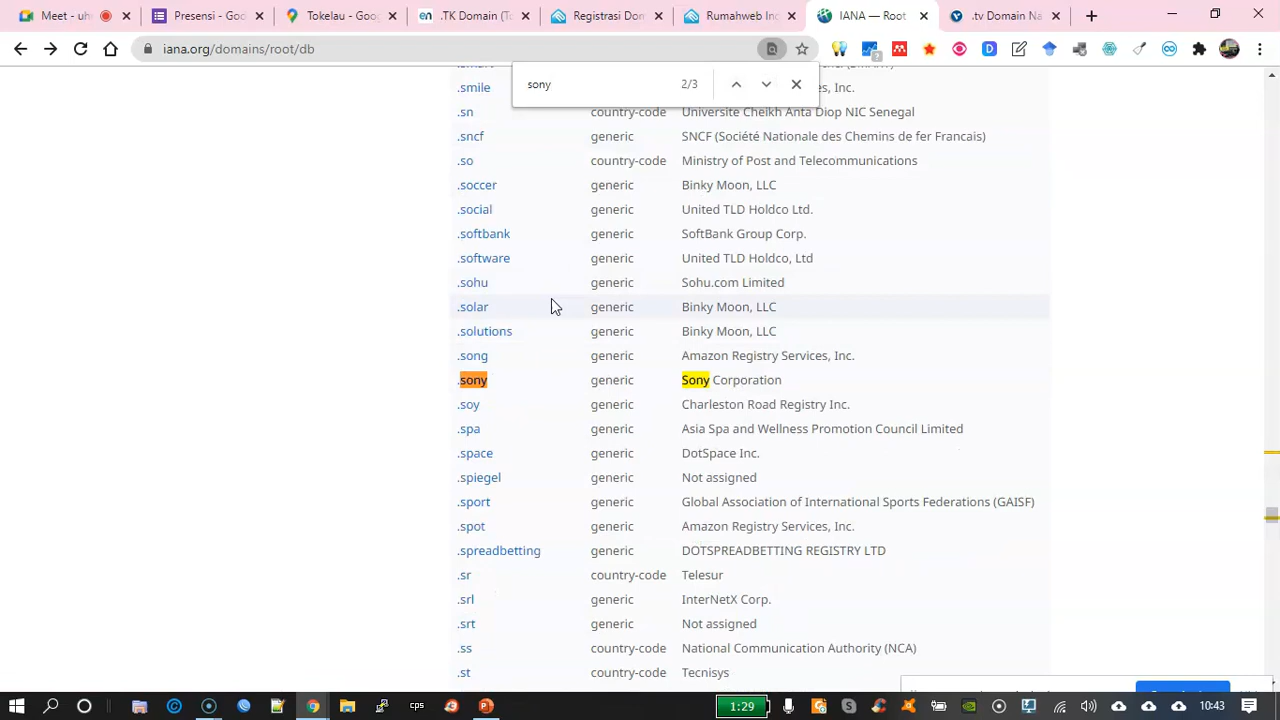 Meet - uh
Presensi - Go
Toktau - Goo
.TK Domain (T
Registrasi Don
Rumahweb In
IANA — Root
.tv Domain Na
iana.org/domains/root/db
sony 2/3
.smile s, Inc.
.sn country-code Universite Cheikh Anta Diop NIC Senegal
.sncf generic SNCF (Société Nationale des Chemins de fer Francais)
.so country-code Ministry of Post and Telecommunications
.soccer generic Binky Moon, LLC
.social generic United TLD Holdco Ltd.
.softbank generic SoftBank Group Corp.
.software generic United TLD Holdco, Ltd
.sohu generic Sohu.com Limited
.solar generic Binky Moon, LLC
.solutions generic Binky Moon, LLC
.song generic Amazon Registry Services, Inc.
.sony generic Sony Corporation
.soy generic Charleston Road Registry Inc.
.spa generic Asia Spa and Wellness Promotion Council Limited
.space generic DotSpace Inc.
.spiegel generic Not assigned
.sport generic Global Association of International Sports Federations (GAISF)
.spot generic Amazon Registry Services, Inc.
.spreadbetting generic DOTSPREADBETTING REGISTRY LTD
.sr country-code Telesur
.srl generic InterNetX Corp.
.srt generic Not assigned
.ss country-code National Communication Authority (NCA)
.st country-code Tecnisys
cps
1:29
10:43